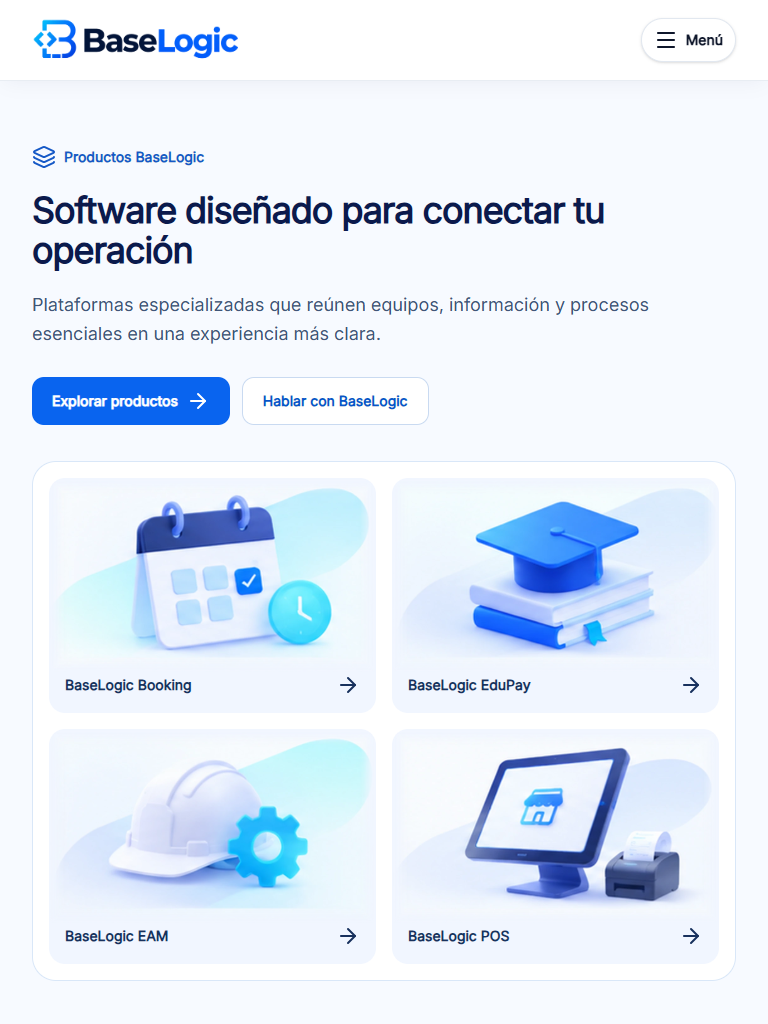 BaseLogic
Menú
Productos BaseLogic
Software diseñado para conectar tu
operación
Plataformas especializadas que reúnen equipos, información y procesos
esenciales en una experiencia más clara.
Explorar productos
Hablar con BaseLogic
BaseLogic Booking
BaseLogic EduPay
BaseLogic EAM
BaseLogic POS